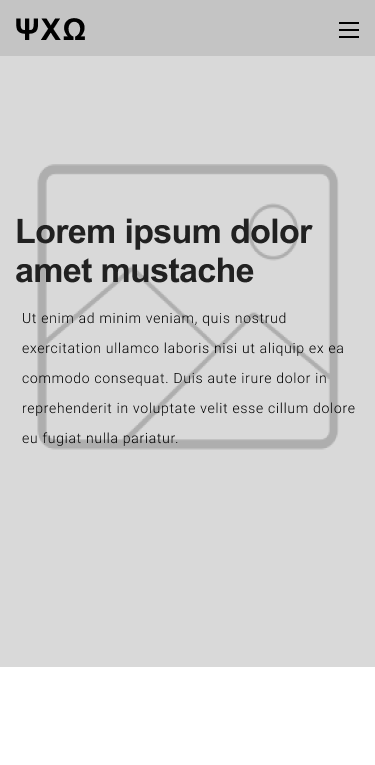 ΨΧΩ
Lorem ipsum dolor
amet mustache
Ut enim ad minim veniam, quis nostrud
exercitation ullamco laboris nisi ut aliquip ex ea
commodo consequat. Duis aute irure dolor in
reprehenderit in voluptate velit esse cillum dolore
eu fugiat nulla pariatur.